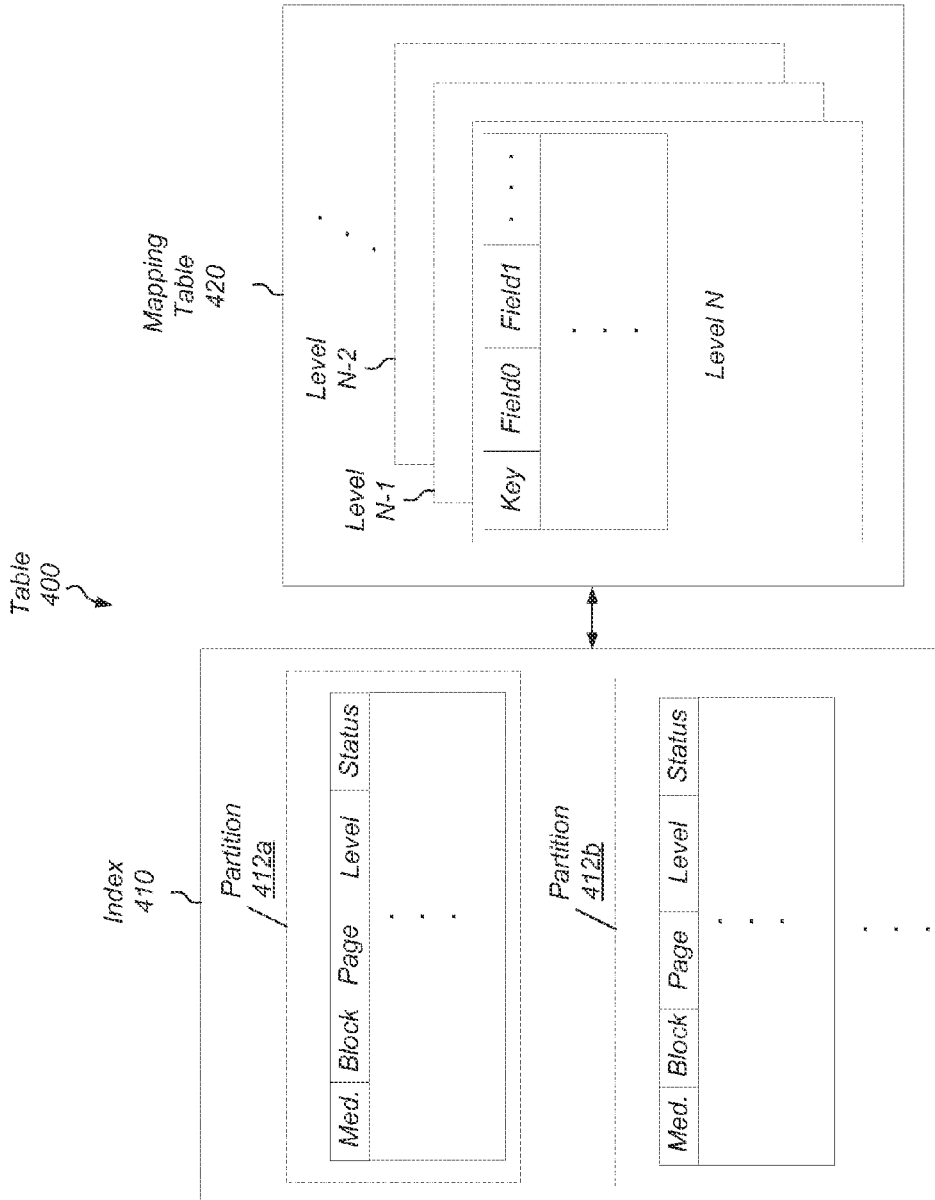 Table
400
Index
410
Partition
412a
Med. Block Page Level Status
Partition
412b
Med. Block Page Level Status
Mapping
Table
420
Level
N-2
Level
N-1
Key Field0 Field1 . . .
Level N